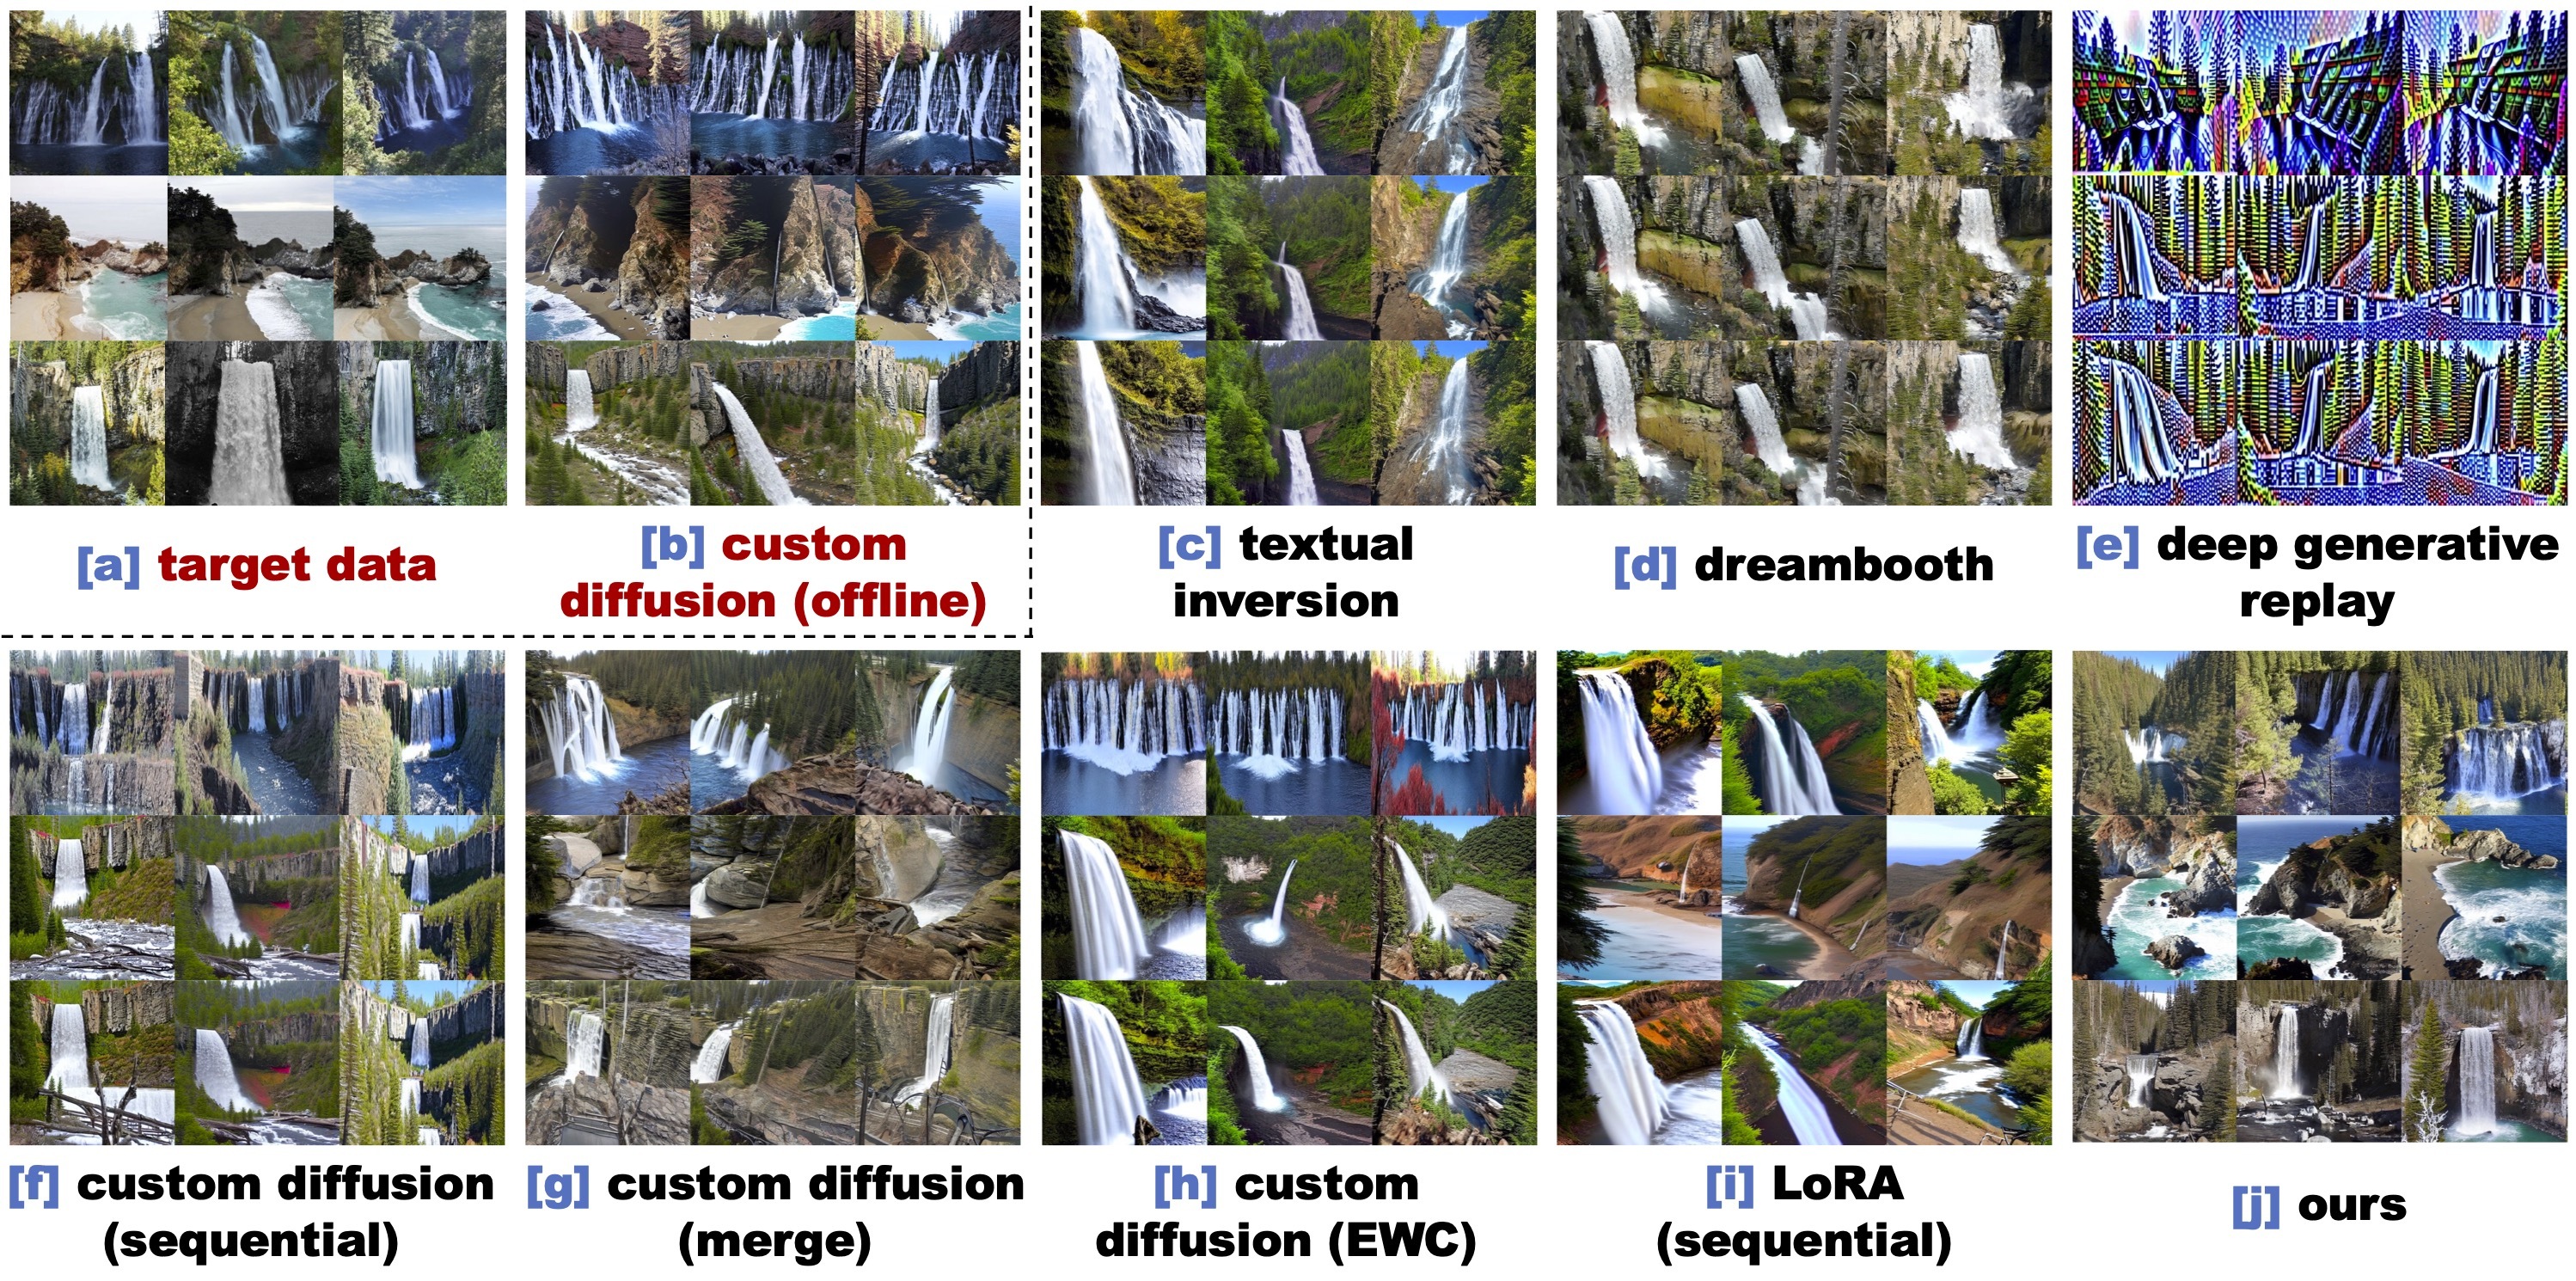 [a] target data
[b] custom
diffusion (offline)
[c] textual
inversion
[d] dreambooth
[e] deep generative
replay
[f] custom diffusion
(sequential)
[g] custom diffusion
(merge)
[h] custom
diffusion (EWC)
[i] LoRA
(sequential)
[j] ours